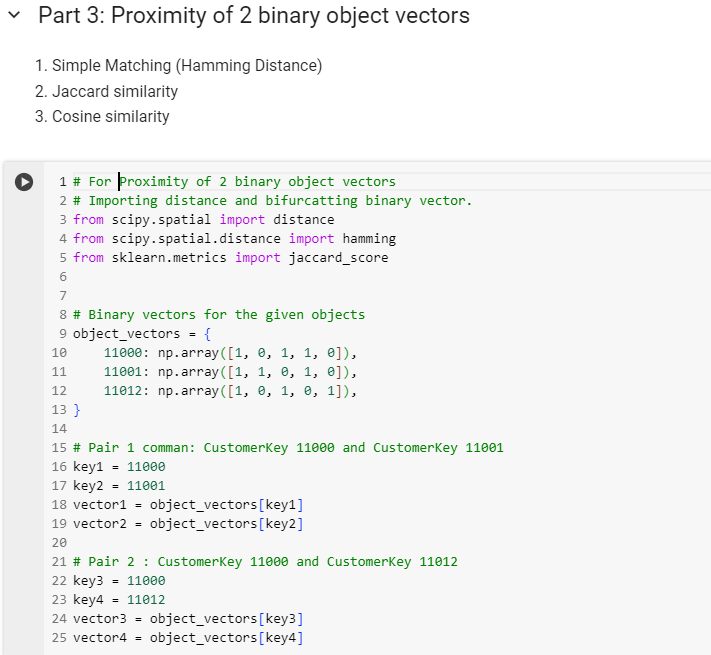 Part 3: Proximity of 2 binary object vectors
1. Simple Matching (Hamming Distance)
2. Jaccard similarity
3. Cosine similarity
1 # For Proximity of 2 binary object vectors
2 # Importing distance and bifurcatting binary vector.
3 from scipy.spatial import distance
4 from scipy.spatial.distance import hamming
5 from sklearn.metrics import jaccard_score
6
7
8 # Binary vectors for the given objects
9 object_vectors = {
10     11000: np.array([1, 0, 1, 1, 0]),
11     11001: np.array([1, 1, 0, 1, 0]),
12     11012: np.array([1, 0, 1, 0, 1]),
13 }
14
15 # Pair 1 comman: CustomerKey 11000 and CustomerKey 11001
16 key1 = 11000
17 key2 = 11001
18 vector1 = object_vectors[key1]
19 vector2 = object_vectors[key2]
20
21 # Pair 2 : CustomerKey 11000 and CustomerKey 11012
22 key3 = 11000
23 key4 = 11012
24 vector3 = object_vectors[key3]
25 vector4 = object_vectors[key4]